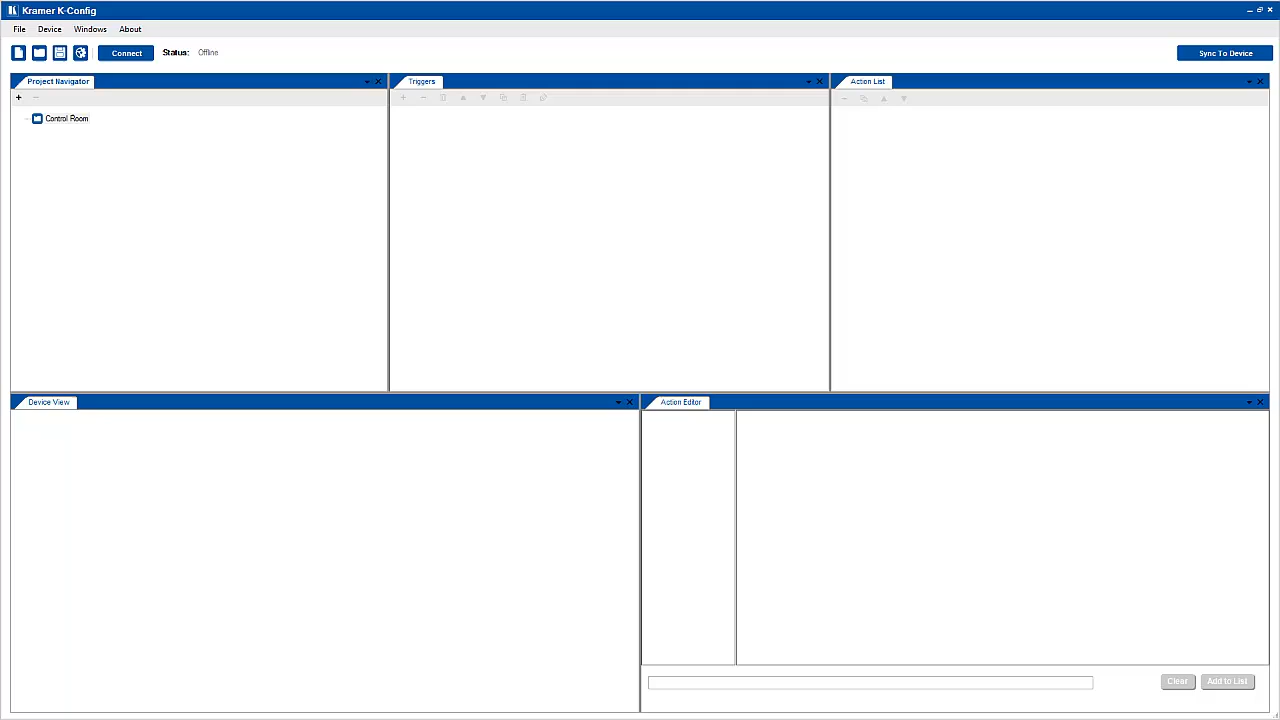 Kramer K-Config
File Device Windows About
Connect Status: Offline Sync To Device
Project Navigator Triggers Action List
Control Room
Device View Action Editor
Clear Add to List